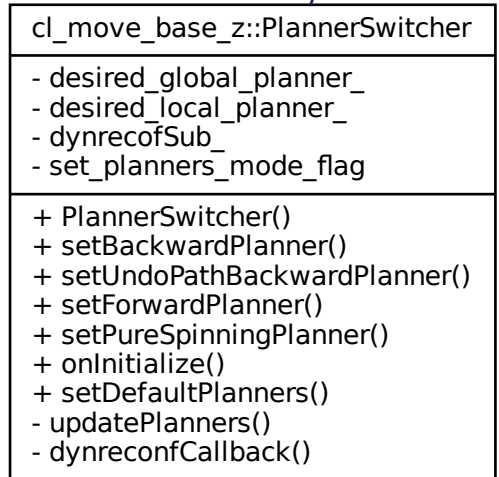 cl_move_base_z::PlannerSwitcher
- desired_global_planner_
- desired_local_planner_
- dynrecofSub_
- set_planners_mode_flag
+ PlannerSwitcher()
+ setBackwardPlanner()
+ setUndoPathBackwardPlanner()
+ setForwardPlanner()
+ setPureSpinningPlanner()
+ onInitialize()
+ setDefaultPlanners()
- updatePlanners()
- dynreconfCallback()